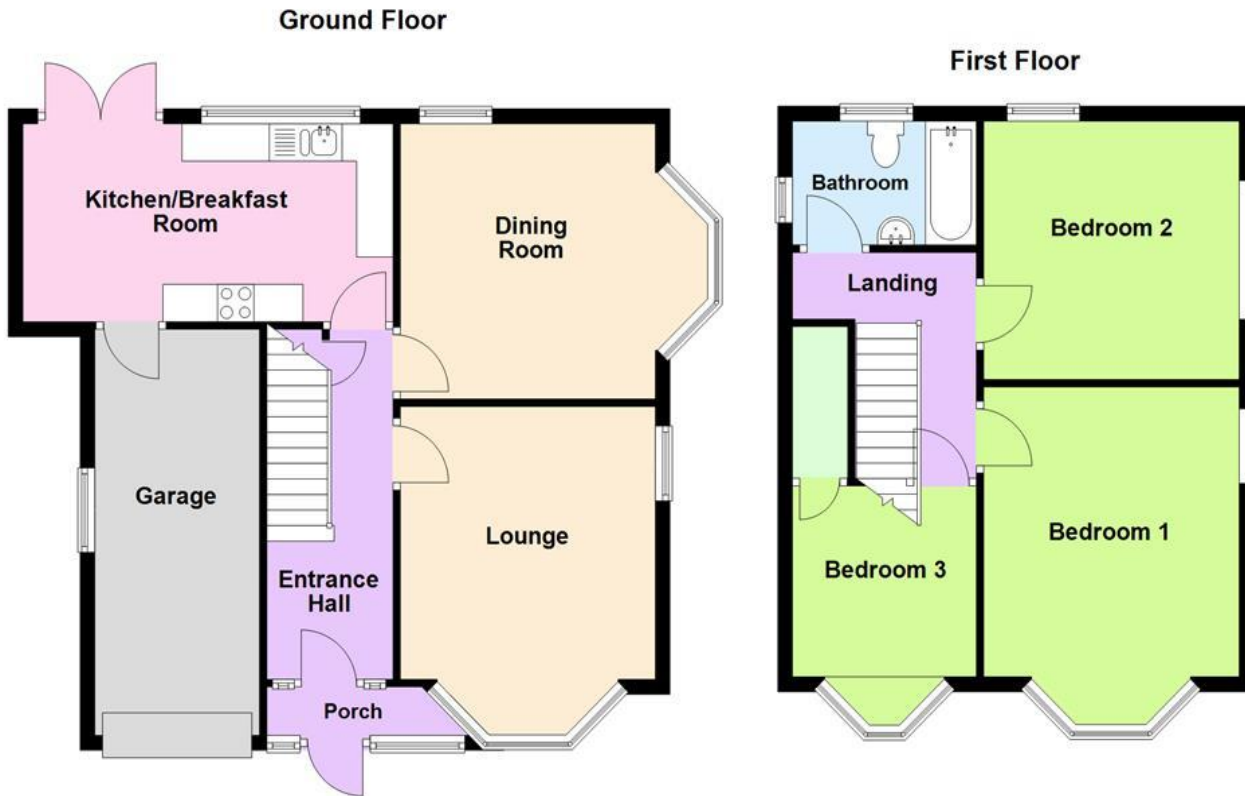 Ground Floor
Kitchen/Breakfast
Room
Dining
Room
Garage
Lounge
Entrance
Hall
Porch
First Floor
Bathroom
Bedroom 2
Landing
Bedroom 1
Bedroom 3